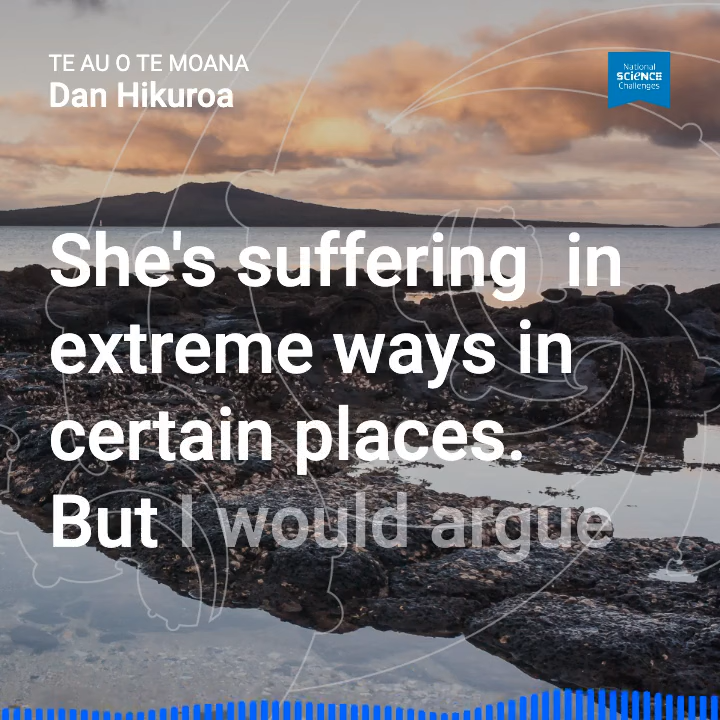 TE AU O TE MOANA
Dan Hikuroa
National
SCIENCE
Challenges
She's suffering in
extreme ways in
certain places.
But I would argue